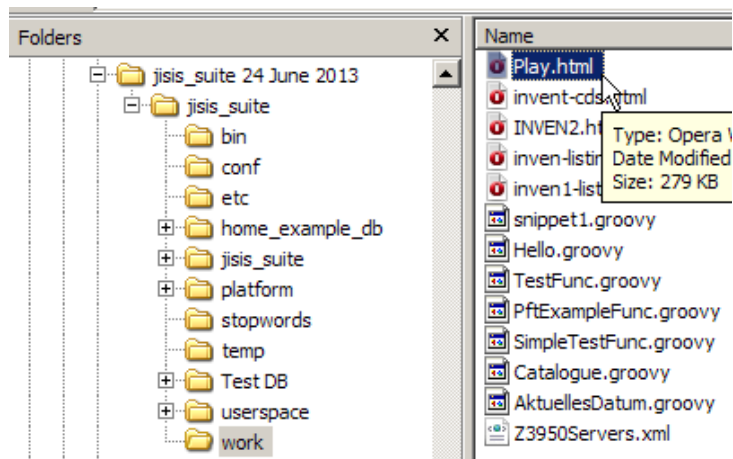 Folders
jisis_suite 24 June 2013
jisis_suite
bin
conf
etc
home_example_db
jisis_suite
platform
stopwords
temp
Test DB
userspace
work
Name
Play.html
invent-cds.html
INVEN2.ht
inven-listin
inven1-list
Type: Opera W
Date Modified
Size: 279 KB
snippet1.groovy
Hello.groovy
TestFunc.groovy
PftExampleFunc.groovy
SimpleTestFunc.groovy
Catalogue.groovy
AktuellesDatum.groovy
Z3950Servers.xml